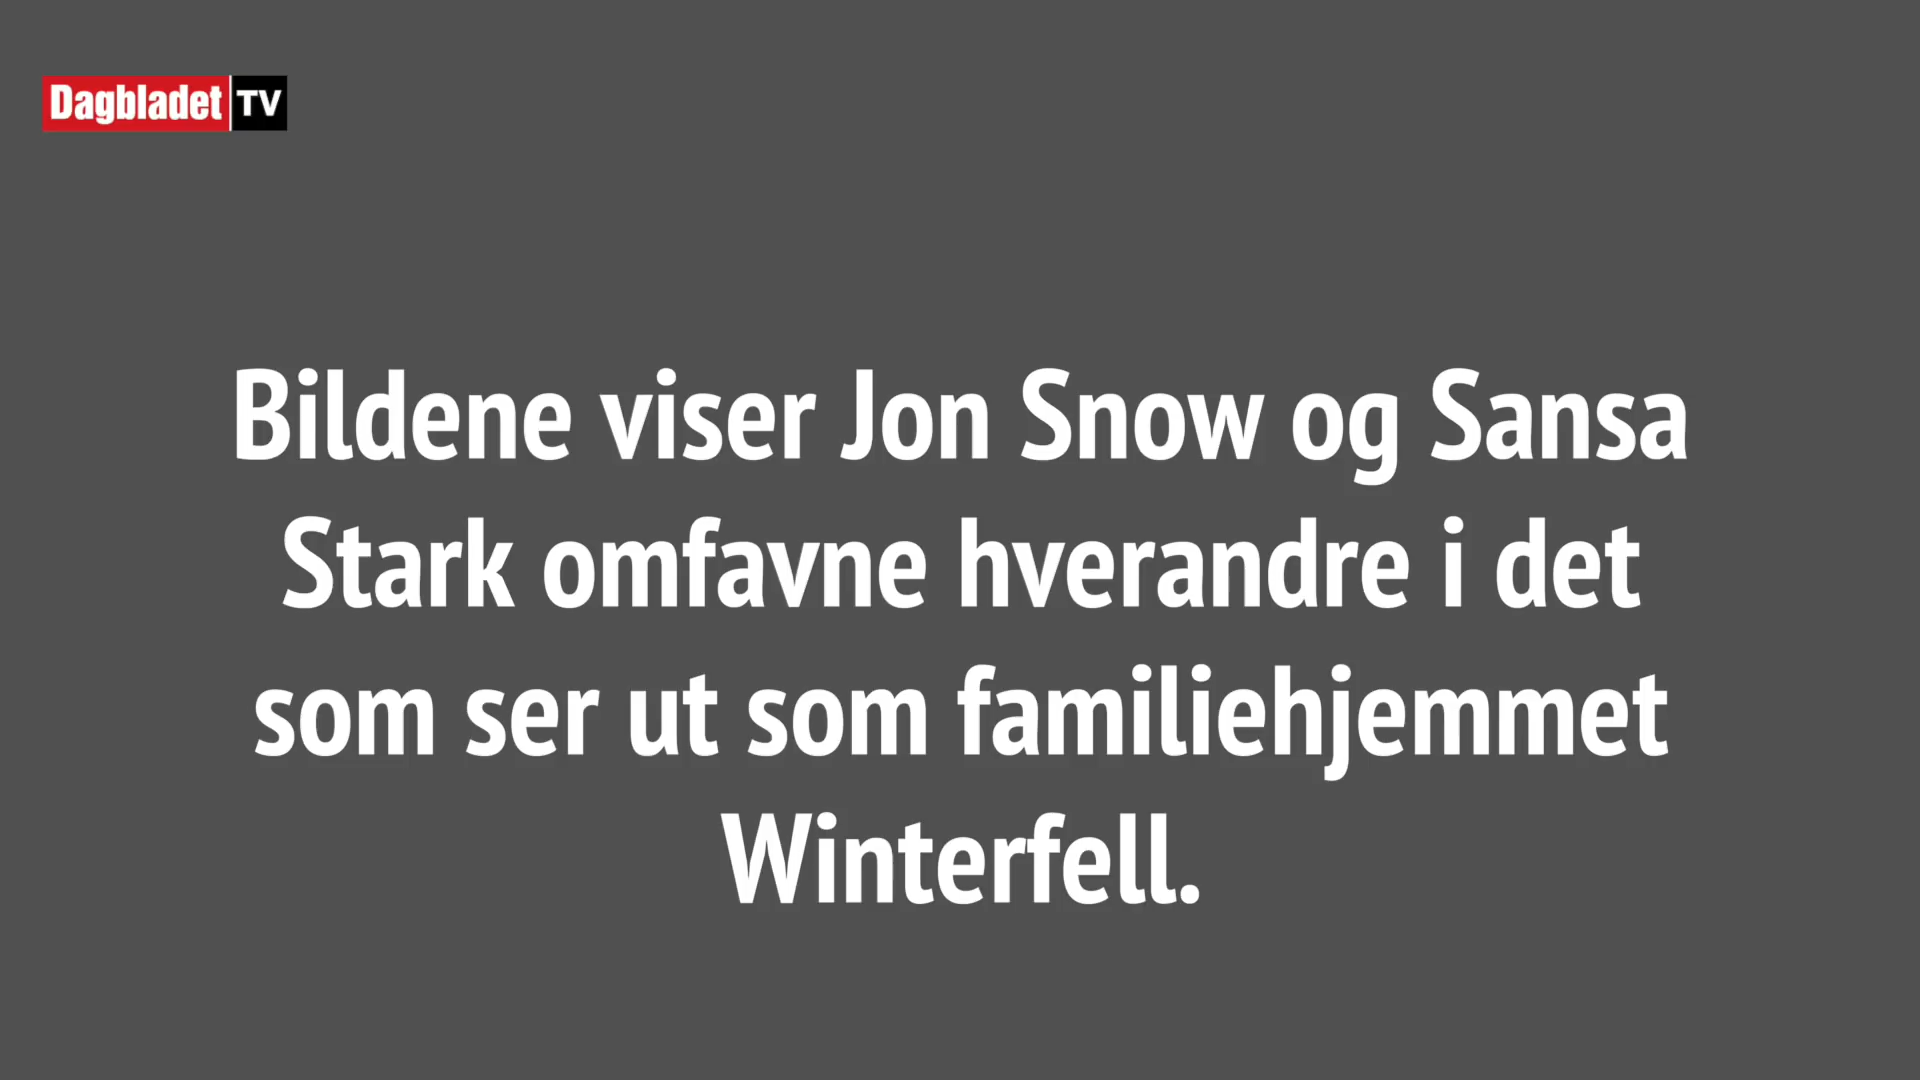 Dagbladet TV
Bildene viser Jon Snow og Sansa
Stark omfavne hverandre i det
som ser ut som familiehjemmet
Winterfell.